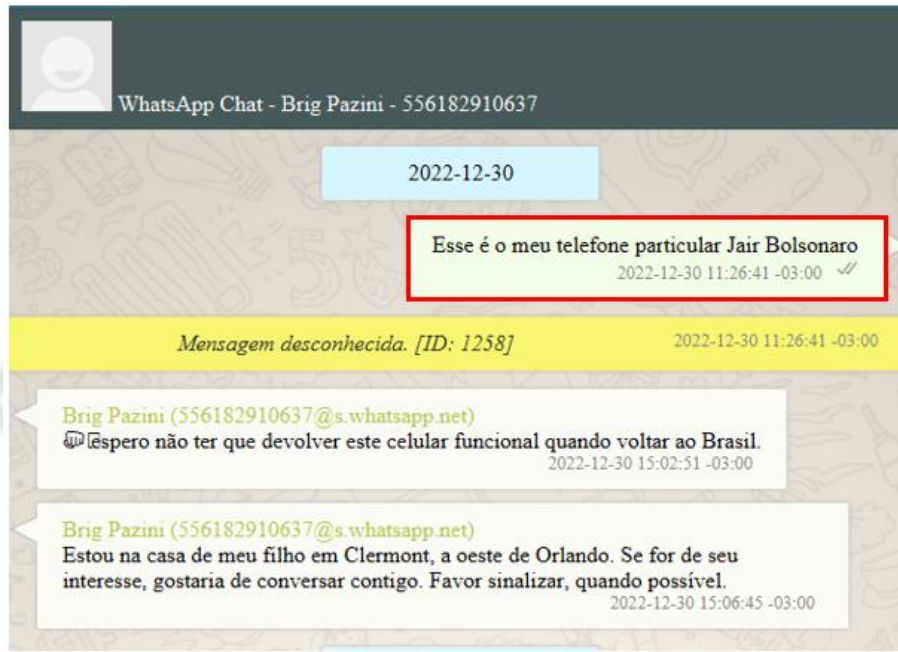 WhatsApp Chat - Brig Pazini - 556182910637
2022-12-30
Esse é o meu telefone particular Jair Bolsonaro
2022-12-30 11:26:41 -03:00
Mensagem desconhecida. [ID: 1258]
2022-12-30 11:26:41 -03:00
Brig Pazini (556182910637@s.whatsapp.net)
👊🏻Espero não ter que devolver este celular funcional quando voltar ao Brasil.
2022-12-30 15:02:51 -03:00
Brig Pazini (556182910637@s.whatsapp.net)
Estou na casa de meu filho em Clermont, a oeste de Orlando. Se for de seu
interesse, gostaria de conversar contigo. Favor sinalizar, quando possível.
2022-12-30 15:06:45 -03:00